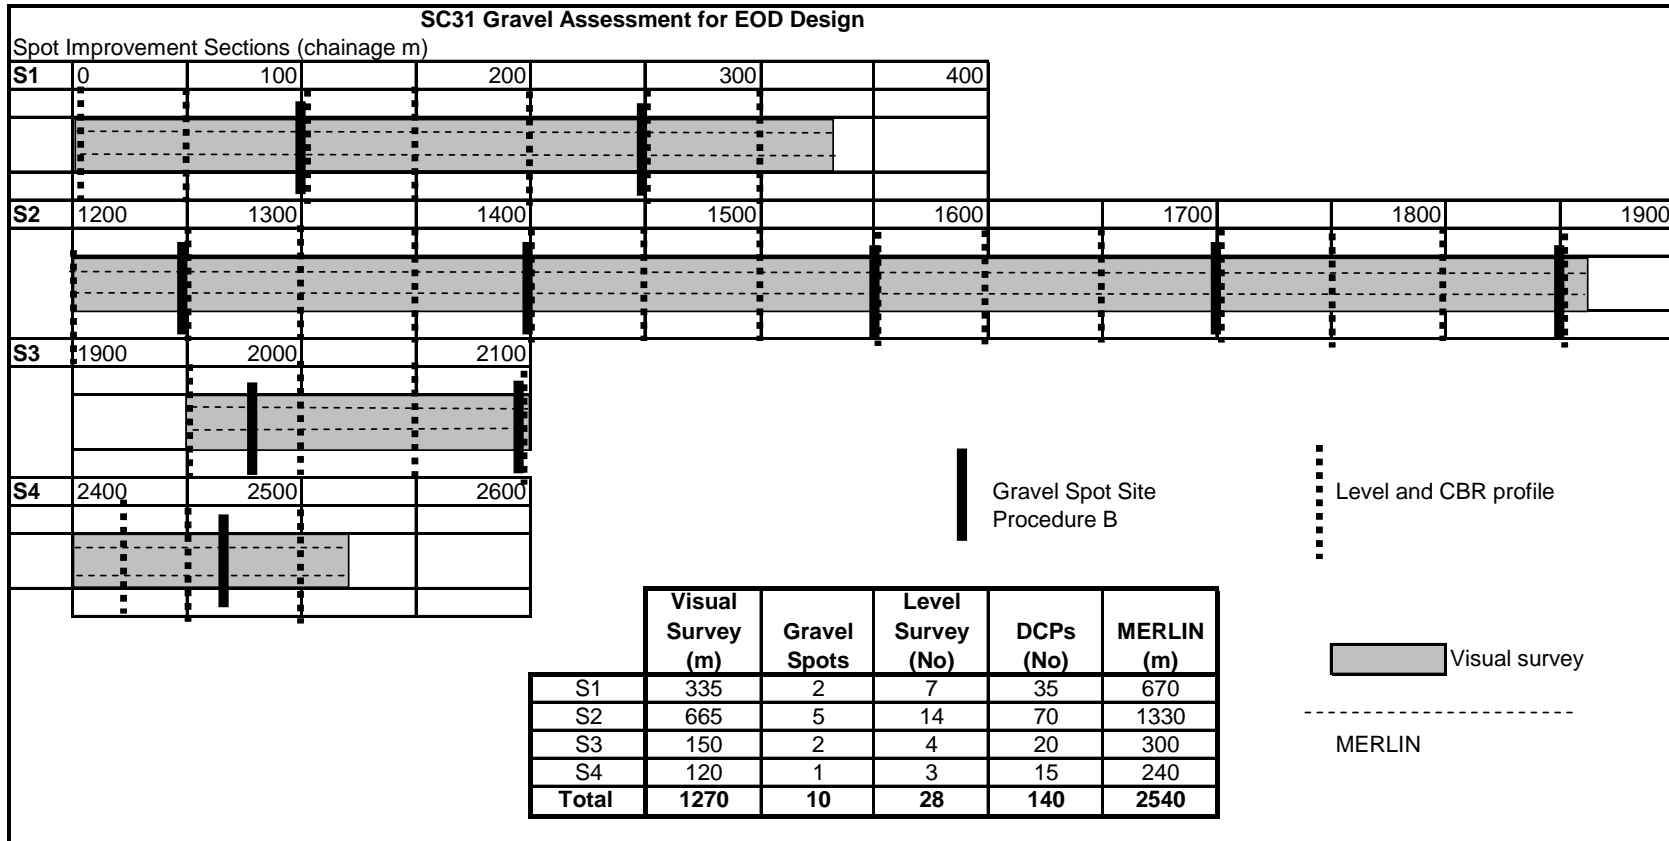 SC31 Gravel Assessment for EOD Design
Spot Improvement Sections (chainage m)
S1 0 100 200 300 400
S2 1200 1300 1400 1500 1600 1700 1800 1900
S3 1900 2000 2100
S4 2400 2500 2600
Gravel Spot Site
Procedure B
Level and CBR profile
Visual survey
MERLIN
Visual Survey (m) Gravel Spots Level Survey (No) DCPs (No) MERLIN (m)
S1 335 2 7 35 670
S2 665 5 14 70 1330
S3 150 2 4 20 300
S4 120 1 3 15 240
Total 1270 10 28 140 2540